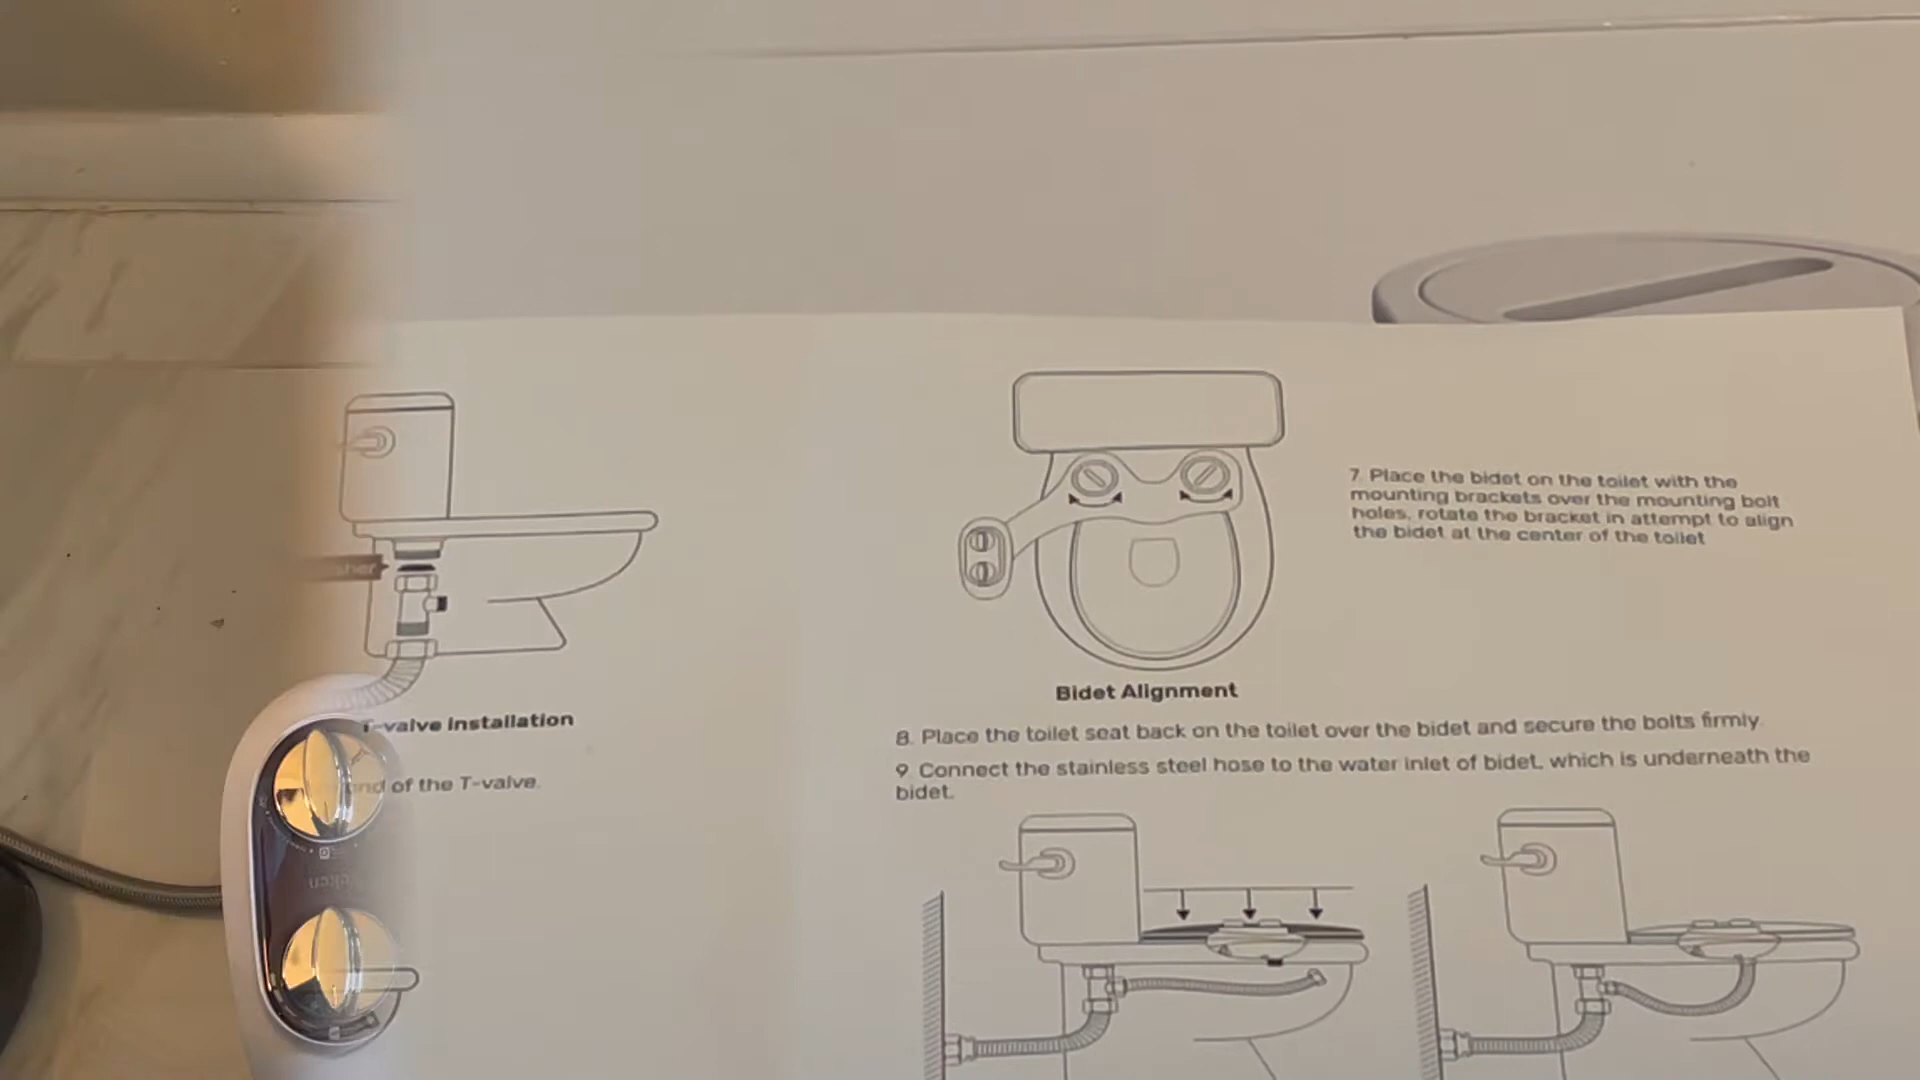 T-valve Installation
end of the T-valve.
7. Place the bidet on the toilet with the
mounting brackets over the mounting bolt
holes, rotate the bracket in attempt to align
the bidet at the center of the toilet
Bidet Alignment
8. Place the toilet seat back on the toilet over the bidet and secure the bolts firmly.
9. Connect the stainless steel hose to the water inlet of bidet, which is underneath the
bidet.